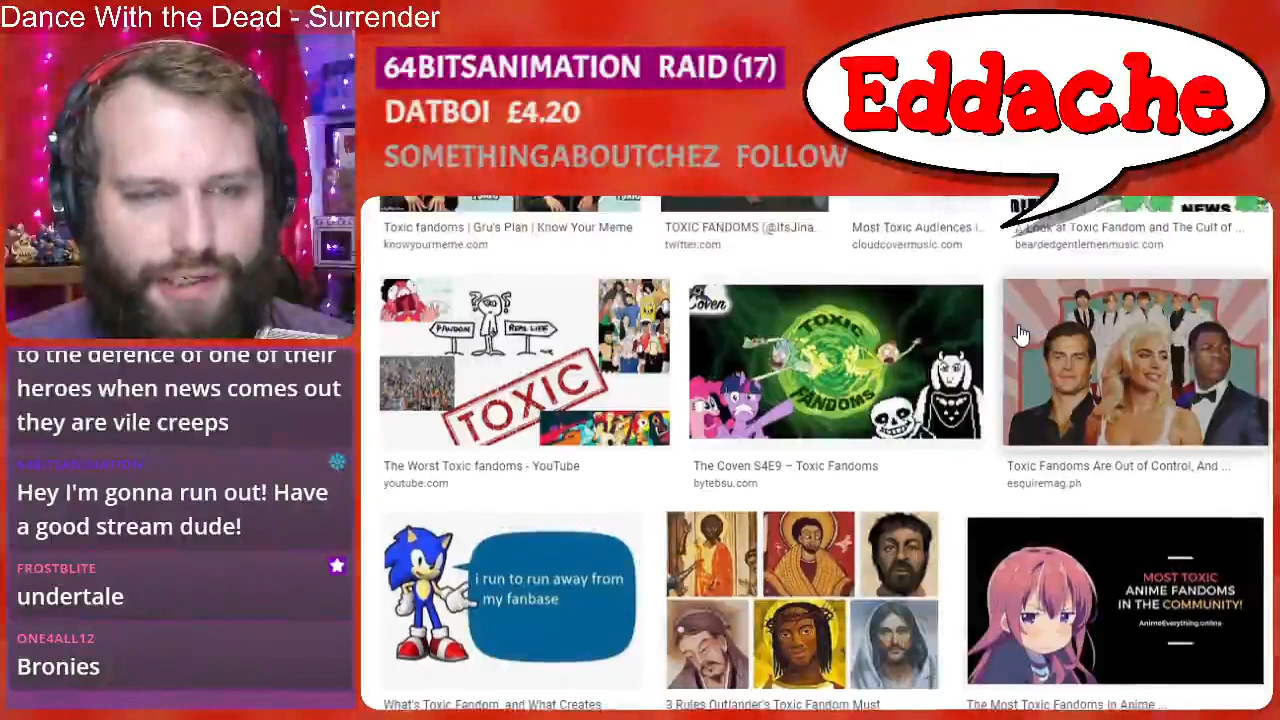 Dance With the Dead - Surrender
64BITSANIMATION RAID (17)
DATBOI £4.20
SOMETHINGABOUTCHEZ FOLLOW
Eddache
NEWS
Toxic fandoms | Gru's Plan | Know Your Meme
knowyourmeme.com
TOXIC FANDOMS (@ItsJina...
twitter.com
Most Toxic Audiences i...
cloudcovermusic.com
A Look at Toxic Fandom and The Cult of ...
beardedgentlemenmusic.com
FANDOM
REAL LIFE
TOXIC
The Worst Toxic fandoms - YouTube
youtube.com
Coven
TOXIC
FANDOMS
The Coven S4E9 – Toxic Fandoms
bytebsu.com
Toxic Fandoms Are Out of Control, And ...
esquiremag.ph
i run to run away from
my fanbase
What's Toxic Fandom, and What Creates
3 Rules Outlander's Toxic Fandom Must
MOST TOXIC
ANIME FANDOMS
IN THE COMMUNITY!
AnimeEverything.online
The Most Toxic Fandoms In Anime ...
to the defence of one of their
heroes when news comes out
they are vile creeps
64BITSANIMATION
Hey I'm gonna run out! Have
a good stream dude!
FROSTBLITE
undertale
ONE4ALL12
Bronies